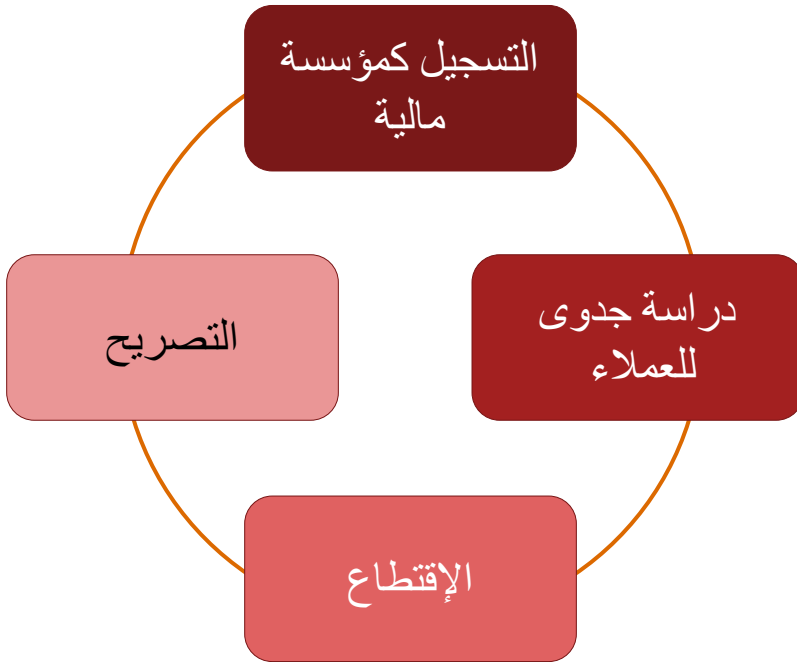 التسجيل كمؤسسة
مالية
دراسة جدوى
للعملاء
الإقتطاع
التصريح